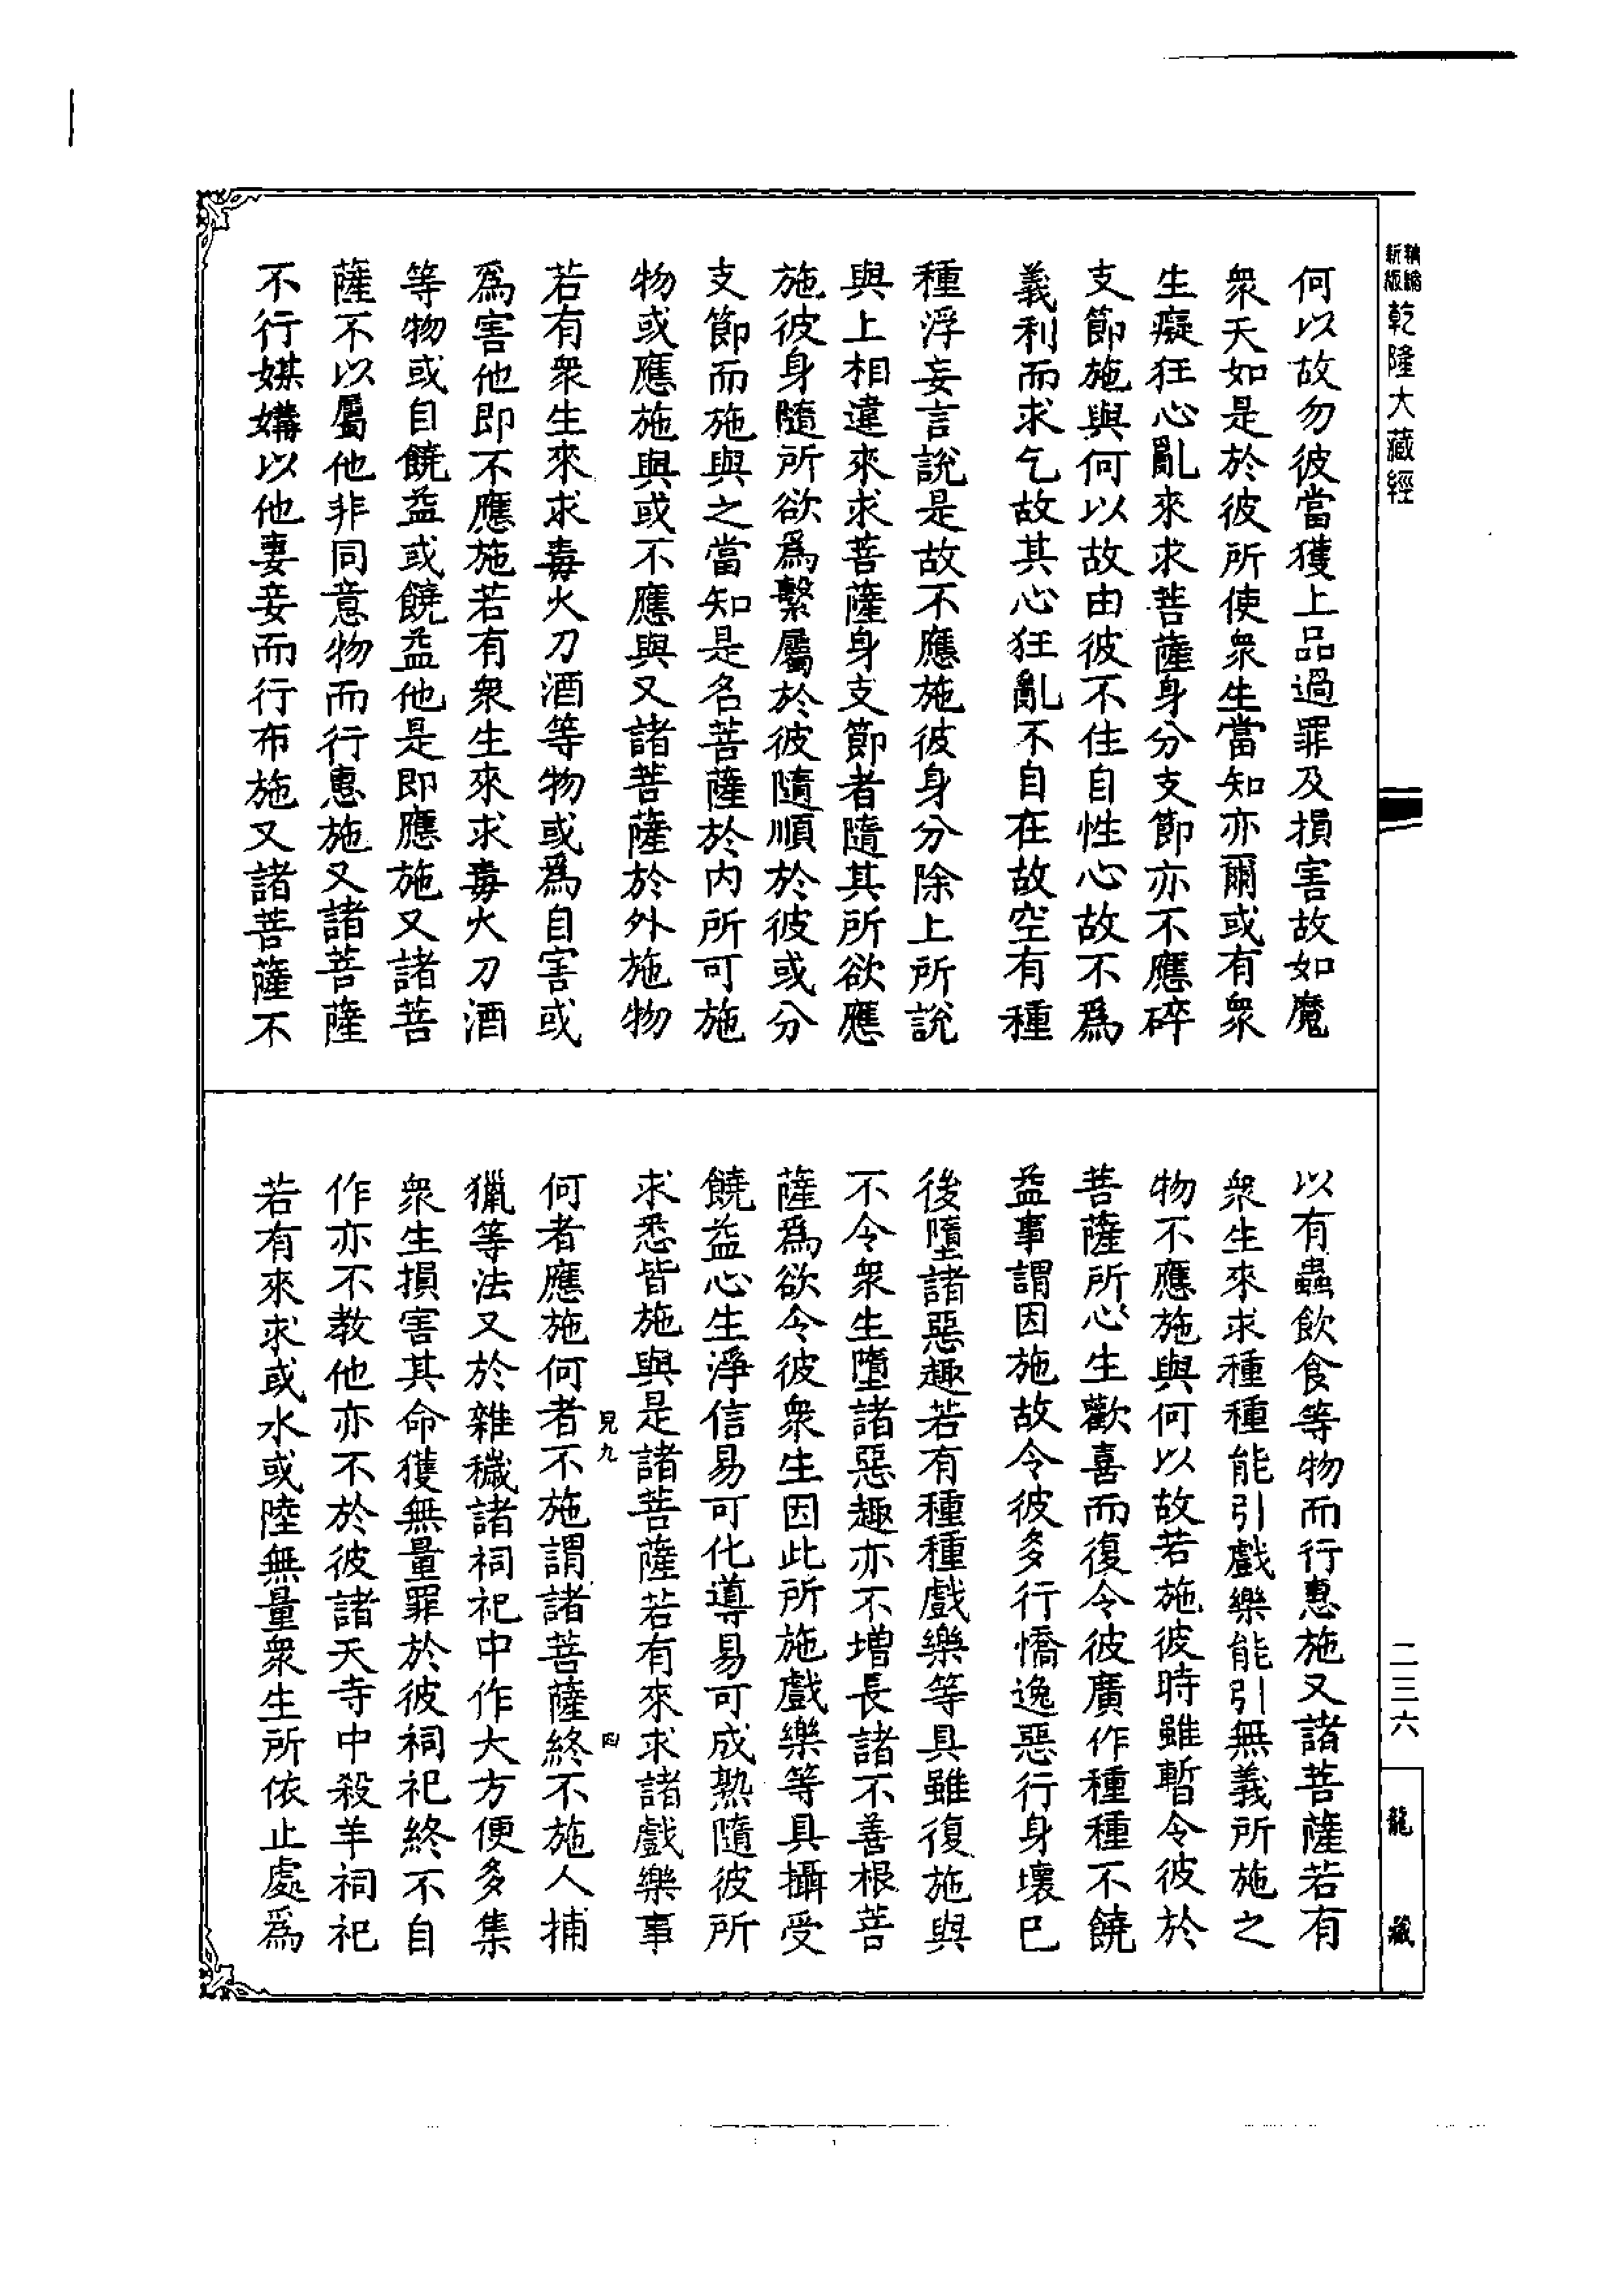 精縮
新版
乾隆大藏經
何以故勿彼當獲上品過罪及損害故如魔
衆天如是於彼所使衆生當知亦爾或有衆
生癡狂心亂來求菩薩身分支節亦不應碎
支節施與何以故由彼不住自性心故不爲
義利而求乞故其心狂亂不自在故空有種
種浮妄言說是故不應施彼身分除上所說
與上相違來求菩薩身支節者隨其所欲應
施彼身隨所欲爲繫屬於彼隨順於彼或分
支節而施與之當知是名菩薩於内所可施
物或應施與或不應與又諸菩薩於外施物
若有衆生來求毒火刀酒等物或爲自害或
爲害他即不應施若有衆生來求毒火刀酒
等物或自饒益或饒益他是即應施又諸菩
薩不以屬他非同意物而行惠施又諸菩薩
不行媒媾以他妻妾而行布施又諸菩薩不
以有蟲飲食等物而行惠施又諸菩薩若有
衆生來求種種能引戲樂能引無義所施之
物不應施與何以故若施彼時雖暫令彼於
菩薩所心生歡喜而復令彼廣作種種不饒
益事謂因施故令彼多行憍逸惡行身壞已
後墮諸惡趣若有種種戲樂等具雖復施與
不令衆生墮諸惡趣亦不增長諸不善根菩
薩爲欲令彼衆生因此所施戲樂等具攝受
饒益心生淨信易可化導易可成熟隨彼所
求悉皆施與是諸菩薩若有來求諸戲樂事
見九
四
何者應施何者不施謂諸菩薩終不施人捕
獵等法又於雜穢諸祠祀中作大方便多集
衆生損害其命獲無量罪於彼祠祀終不自
作亦不教他亦不於彼諸天寺中殺羊祠祀
若有來求或水或陸無量衆生所依止處爲
二三六
龍藏